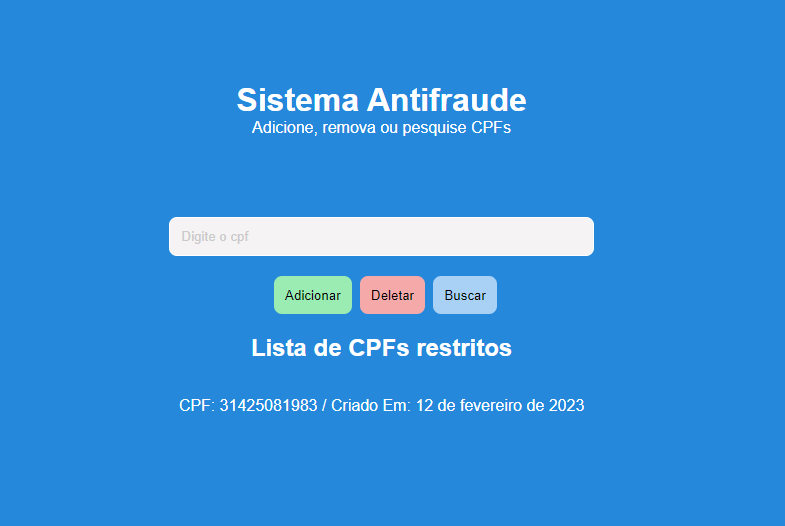 Sistema Antifraude
Adicione, remova ou pesquise CPFs
Digite o cpf
Adicionar Deletar Buscar
Lista de CPFs restritos
CPF: 31425081983 / Criado Em: 12 de fevereiro de 2023